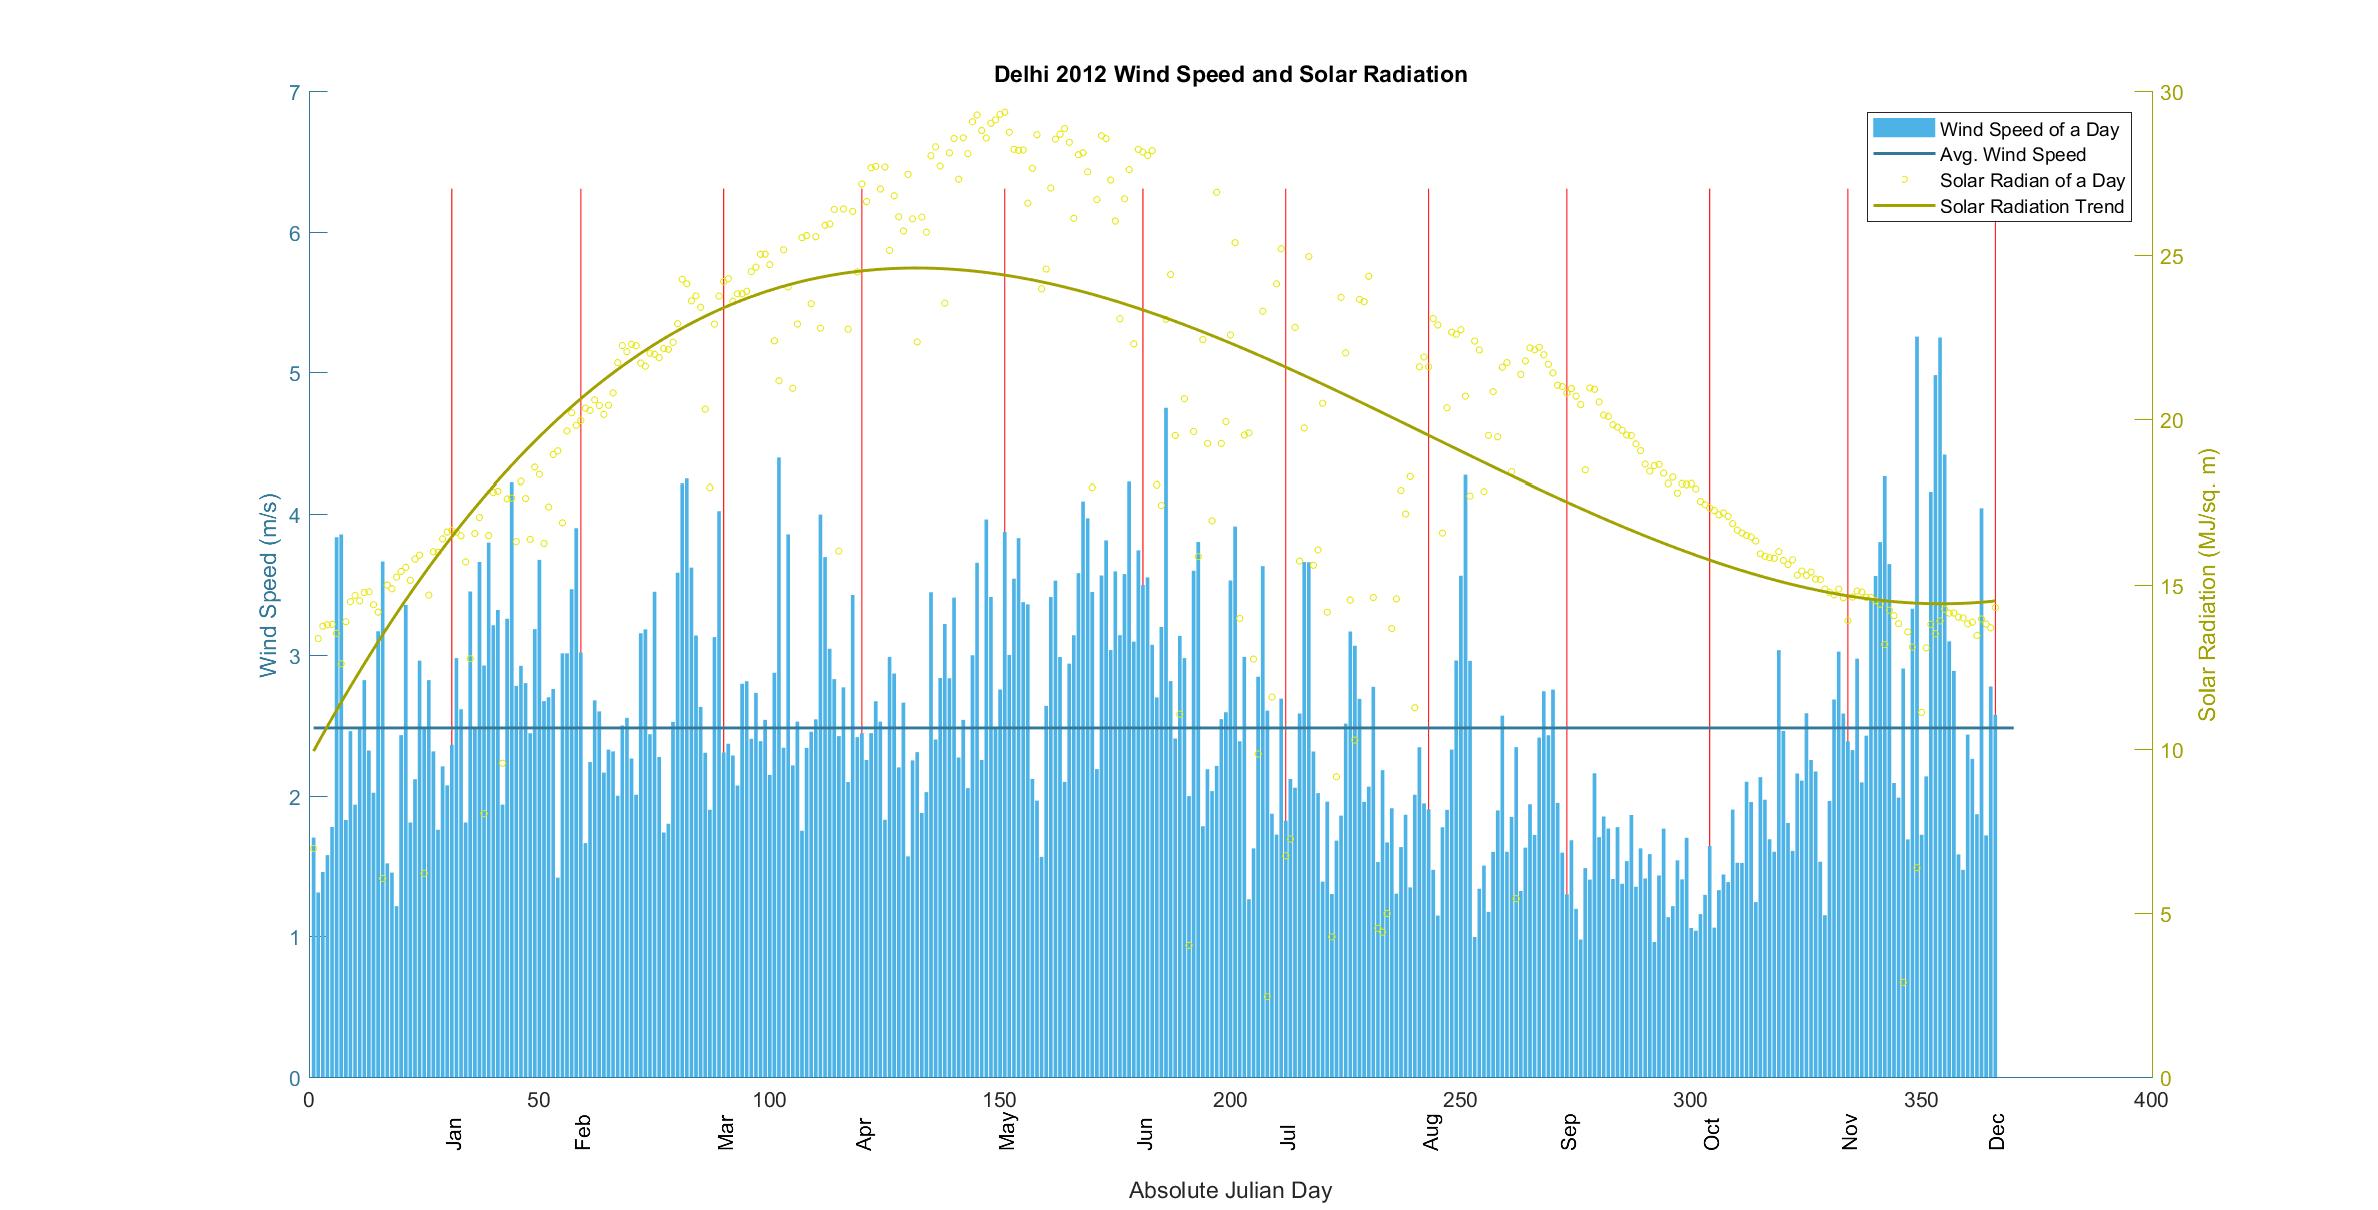 Delhi 2012 Wind Speed and Solar Radiation
Wind Speed of a Day
Avg. Wind Speed
Solar Radian of a Day
Solar Radiation Trend
7
6
5
4
3
2
1
0
Wind Speed (m/s)
30
25
20
15
10
5
0
Solar Radiation (MJ/sq. m)
0 50 100 150 200 250 300 350 400
Jan Feb Mar Apr May Jun Jul Aug Sep Oct Nov Dec
Absolute Julian Day